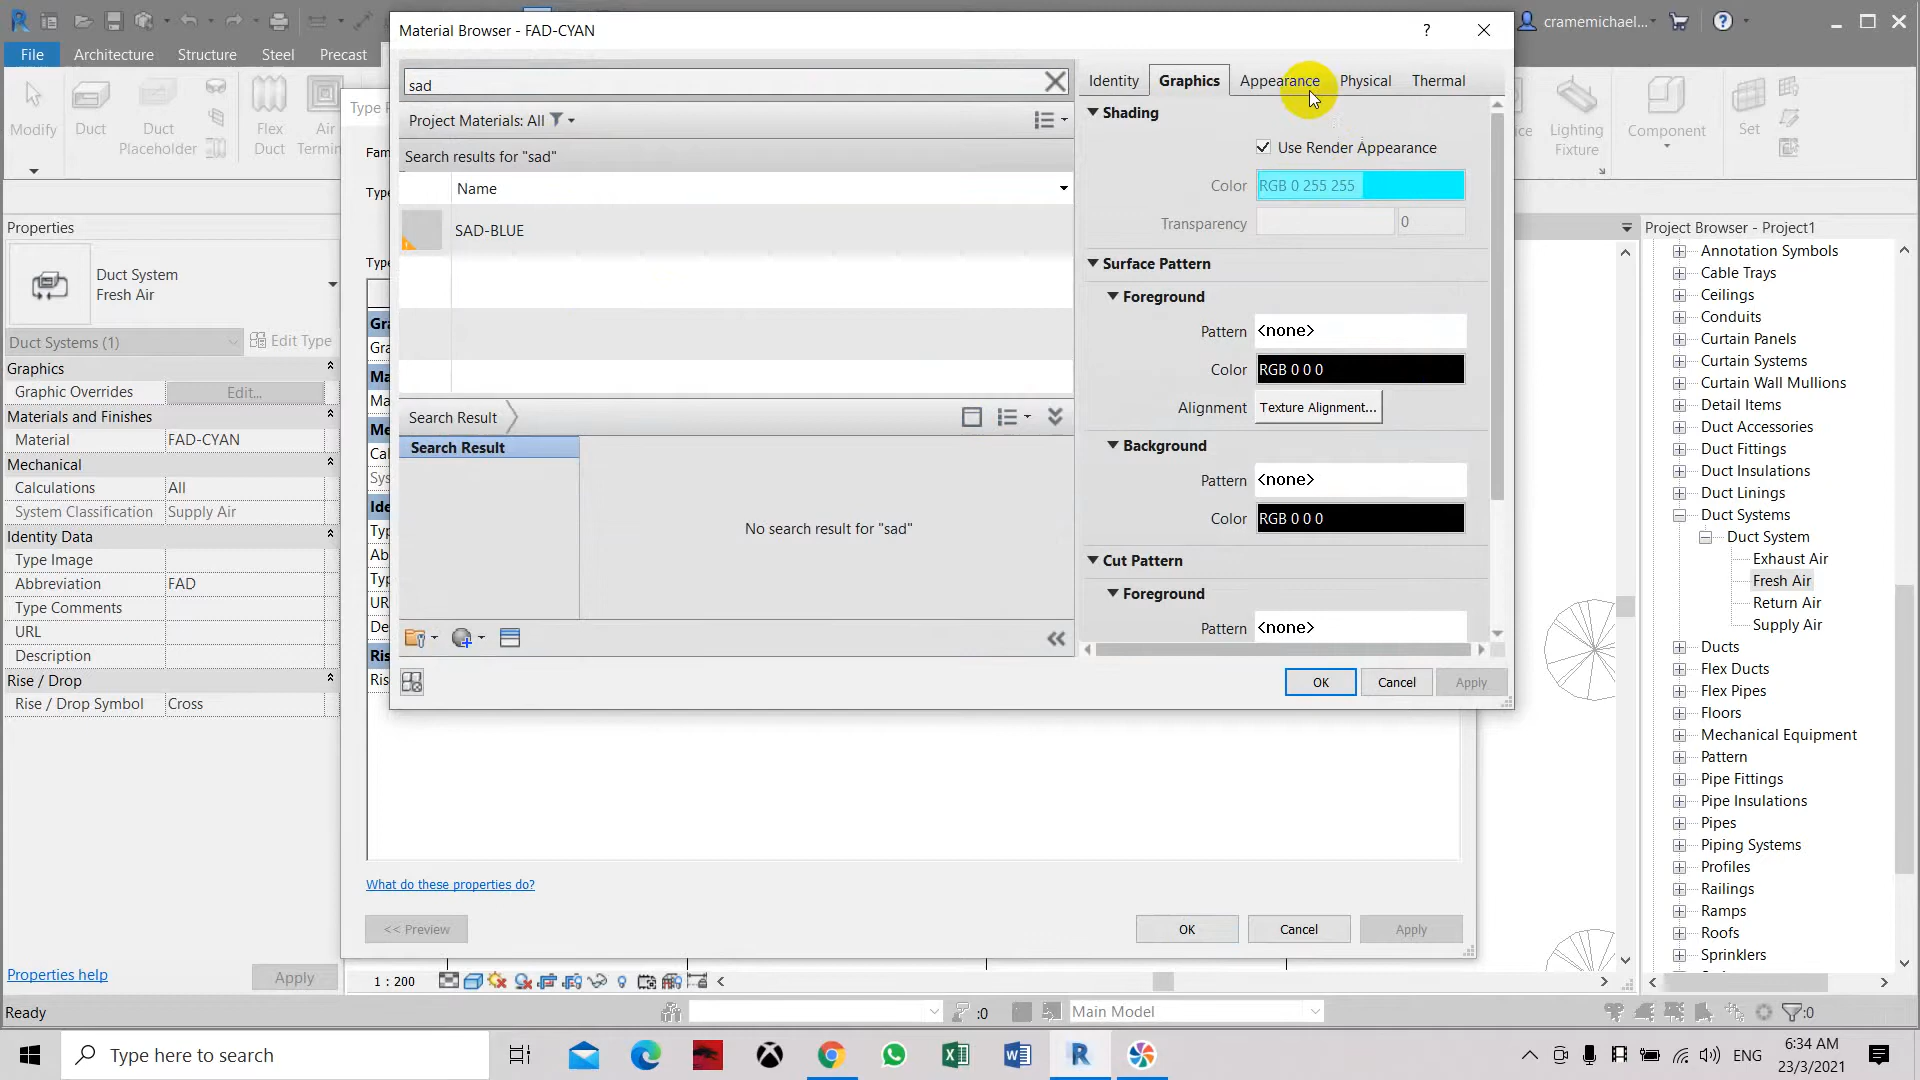 Material Browser - FAD-CYAN
?
cramemichael...
File
Architecture
Structure
Steel
Precast
Modify
Duct
Duct
Placeholder
Flex
Duct
Air
Termin
Lighting
Fixture
Component
Set
sad
Project Materials: All
Search results for "sad"
Name
SAD-BLUE
Search Result
Search Result
No search result for "sad"
Identity
Graphics
Appearance
Physical
Thermal
Shading
Use Render Appearance
Color
RGB 0 255 255
Transparency
0
Surface Pattern
Foreground
Pattern
<none>
Color
RGB 0 0 0
Alignment
Texture Alignment...
Background
Pattern
<none>
Color
RGB 0 0 0
Cut Pattern
Foreground
Pattern
<none>
OK
Cancel
Apply
Properties
Duct System
Fresh Air
Duct Systems (1)
Edit Type
Graphics
Graphic Overrides
Edit...
Materials and Finishes
Material
FAD-CYAN
Mechanical
Calculations
All
System Classification
Supply Air
Identity Data
Type Image
Abbreviation
FAD
Type Comments
URL
Description
Rise / Drop
Rise / Drop Symbol
Cross
Properties help
Apply
What do these properties do?
<< Preview
OK
Cancel
Apply
Project Browser - Project1
Annotation Symbols
Cable Trays
Ceilings
Conduits
Curtain Panels
Curtain Systems
Curtain Wall Mullions
Detail Items
Duct Accessories
Duct Fittings
Duct Insulations
Duct Linings
Duct Systems
Duct System
Exhaust Air
Fresh Air
Return Air
Supply Air
Ducts
Flex Ducts
Flex Pipes
Floors
Mechanical Equipment
Pattern
Pipe Fittings
Pipe Insulations
Pipes
Piping Systems
Profiles
Railings
Ramps
Roofs
Sprinklers
1 : 200
Ready
:0
Main Model
:0
Type here to search
ENG
6:34 AM
23/3/2021